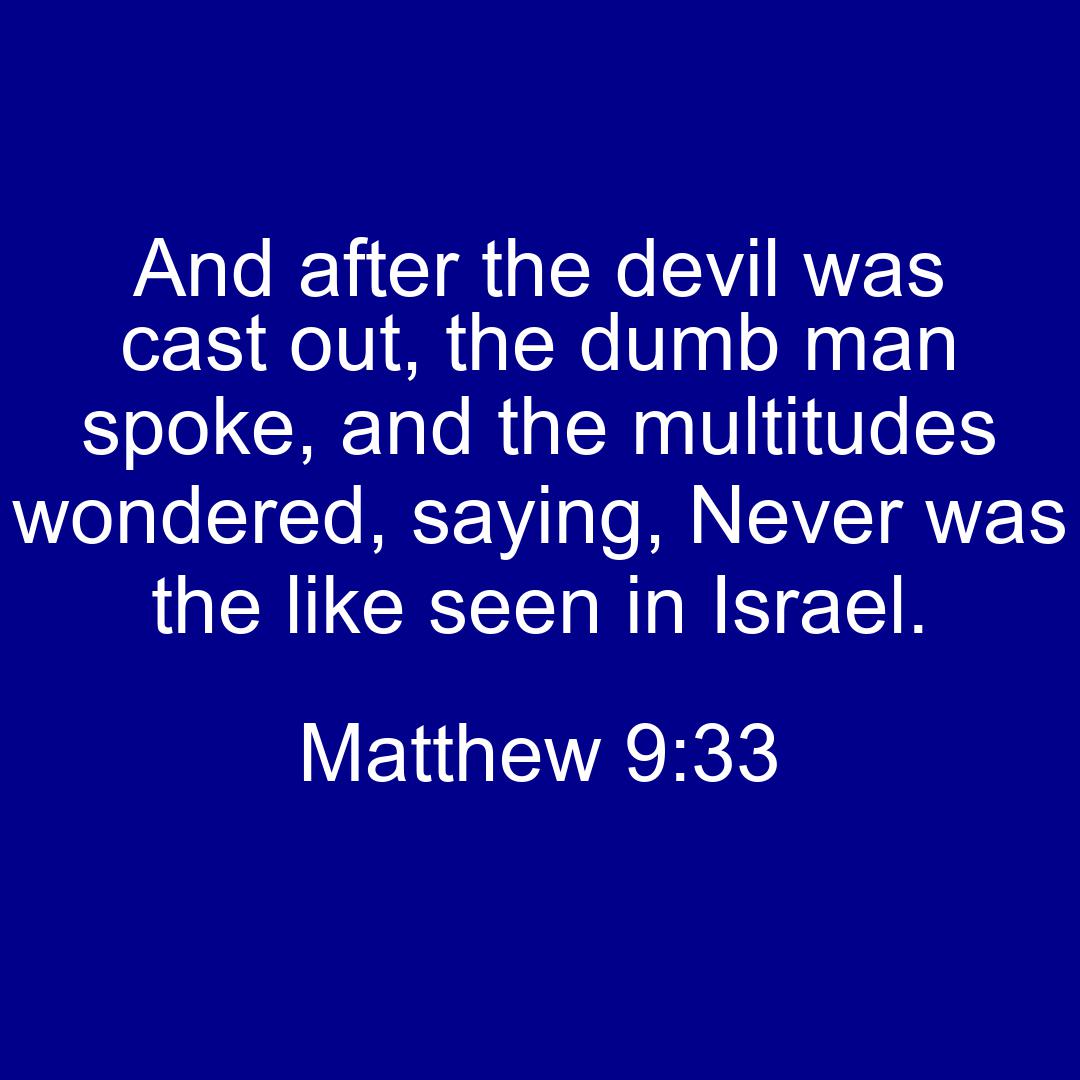 And after the devil was
cast out, the dumb man
spoke, and the multitudes
wondered, saying, Never was
the like seen in Israel.
Matthew 9:33